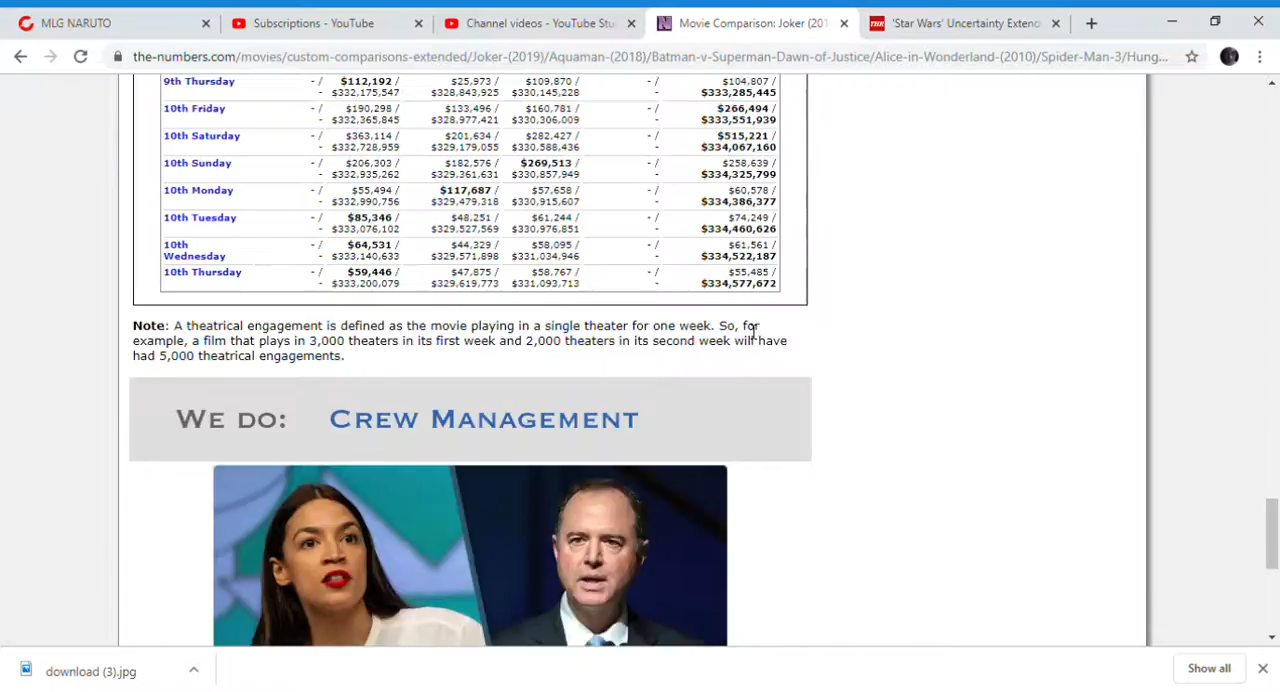 MLG NARUTO
Subscriptions - YouTube
Channel videos - YouTube Stu
Movie Comparison: Joker (201
THR 'Star Wars' Uncertainty Extend
the-numbers.com/movies/custom-comparisons-extended/Joker-(2019)/Aquaman-(2018)/Batman-v-Superman-Dawn-of-Justice/Alice-in-Wonderland-(2010)/Spider-Man-3/Hung...
9th Thursday - / $112,192 / $25,973 / $109,870 / - / $104,807 /
- $332,175,547 $328,843,925 $330,145,228 - $333,285,445
10th Friday - / $190,298 / $133,496 / $160,781 / - / $266,494 /
- $332,365,845 $328,977,421 $330,306,009 - $333,551,939
10th Saturday - / $363,114 / $201,634 / $282,427 / - / $515,221 /
- $332,728,959 $329,179,055 $330,588,436 - $334,067,160
10th Sunday - / $206,303 / $182,576 / $269,513 / - / $258,639 /
- $332,935,262 $329,361,631 $330,857,949 - $334,325,799
10th Monday - / $55,494 / $117,687 / $57,658 / - / $60,578 /
- $332,990,756 $329,479,318 $330,915,607 - $334,386,377
10th Tuesday - / $85,346 / $48,251 / $61,244 / - / $74,249 /
- $333,076,102 $329,527,569 $330,976,851 - $334,460,626
10th - / $64,531 / $44,329 / $58,095 / - / $61,561 /
Wednesday - $333,140,633 $329,571,898 $331,034,946 - $334,522,187
10th Thursday - / $59,446 / $47,875 / $58,767 / - / $55,485 /
- $333,200,079 $329,619,773 $331,093,713 - $334,577,672
Note: A theatrical engagement is defined as the movie playing in a single theater for one week. So, for
example, a film that plays in 3,000 theaters in its first week and 2,000 theaters in its second week will have
had 5,000 theatrical engagements.
WE DO: CREW MANAGEMENT
download (3).jpg
Show all